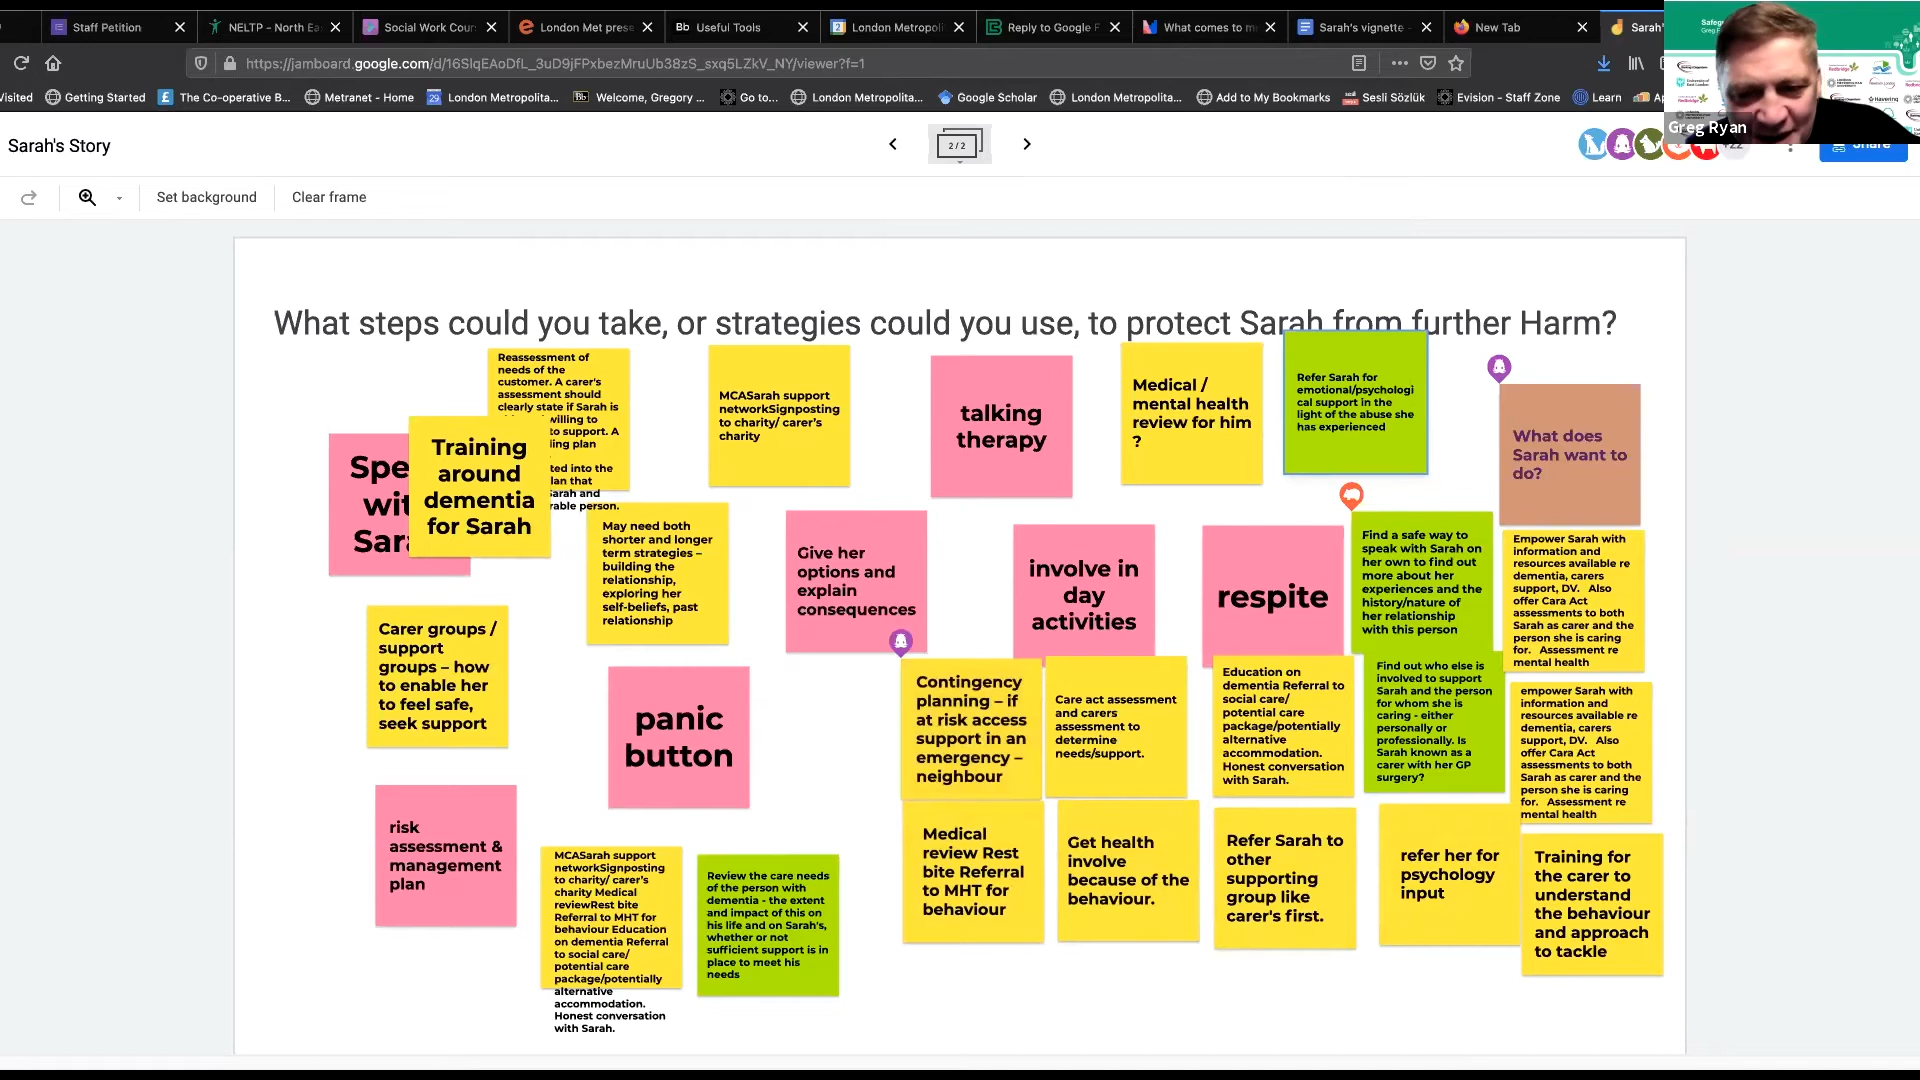 Staff Petition
NELTP - North Ea
Social Work Cour
London Met pres
Useful Tools
London Metropoli
Reply to Google F
What comes to m
Sarah's vignette -
New Tab
Sarah'
https://jamboard.google.com/d/16SlqEAoDfL_3uD9jFPxbezMruUb38zS_sxq5LZkV_NY/viewer?f=1
Visited
Getting Started
The Co-operative B...
Metranet - Home
London Metropolita...
Welcome, Gregory ...
Go to...
London Metropolita...
Google Scholar
London Metropolita...
Add to My Bookmarks
Sesli Sözlük
Evision - Staff Zone
Learn
Greg Ryan
Sarah's Story
2 / 2
+22
Share
Set background
Clear frame
What steps could you take, or strategies could you use, to protect Sarah from further Harm?
Reassessment of
needs of the
customer. A carer's
assessment should
clearly state if Sarah is
willing to
to support. A
plan
ted into the
lan that
Sarah and
rable person.
Spe
wit
Sar
Training
around
dementia
for Sarah
MCASarah support
networkSignposting
to charity/ carer's
charity
talking
therapy
Medical /
mental health
review for him
?
Refer Sarah for
emotional/psychologi
cal support in the
light of the abuse she
has experienced
What does
Sarah want to
do?
May need both
shorter and longer
term strategies –
building the
relationship,
exploring her
self-beliefs, past
relationship
Give her
options and
explain
consequences
involve in
day
activities
respite
Find a safe way to
speak with Sarah on
her own to find out
more about her
experiences and the
history/nature of
her relationship
with this person
Empower Sarah with
information and
resources available re
dementia, carers
support, DV. Also
offer Cara Act
assessments to both
Sarah as carer and the
person she is caring
for. Assessment re
mental health
Carer groups /
support
groups – how
to enable her
to feel safe,
seek support
panic
button
Contingency
planning – if
at risk access
support in an
emergency –
neighbour
Care act assessment
and carers
assessment to
determine
needs/support.
Education on
dementia Referral to
social care/
potential care
package/potentially
alternative
accommodation.
Honest conversation
with Sarah.
Find out who else is
involved to support
Sarah and the person
for whom she is
caring - either
personally or
professionally. Is
Sarah known as a
carer with her GP
surgery?
empower Sarah with
information and
resources available re
dementia, carers
support, DV. Also
offer Cara Act
assessments to both
Sarah as carer and the
person she is caring
for. Assessment re
mental health
risk
assessment &
management
plan
MCASarah support
networkSignposting
to charity/ carer's
charity Medical
reviewRest bite
Referral to MHT for
behaviour Education
on dementia Referral
to social care/
potential care
package/potentially
alternative
accommodation.
Honest conversation
with Sarah.
Review the care needs
of the person with
dementia - the extent
and impact of this on
his life and on Sarah's,
whether or not
sufficient support is in
place to meet his
needs
Medical
review Rest
bite Referral
to MHT for
behaviour
Get health
involve
because of the
behaviour.
Refer Sarah to
other
supporting
group like
carer's first.
refer her for
psychology
input
Training for
the carer to
understand
the behaviour
and approach
to tackle